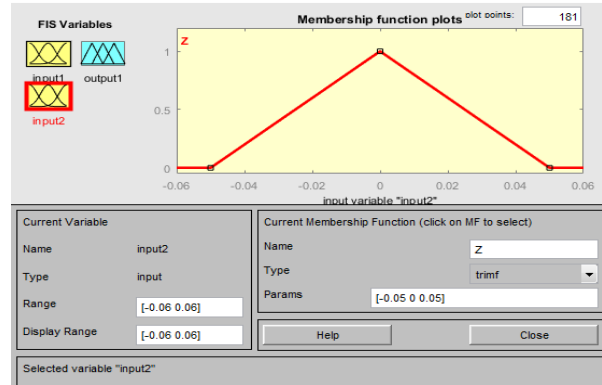 FIS Variables
Membership function plots
plot points:
181
Z
1
0.5
0
input1
output1
input2
-0.06
-0.04
-0.02
0
0.02
0.04
0.06
input variable "input2"
Current Variable
Name
input2
Type
input
Range
[-0.06 0.06]
Display Range
[-0.06 0.06]
Current Membership Function (click on MF to select)
Name
Z
Type
trimf
Params
[-0.05 0 0.05]
Help
Close
Selected variable "input2"